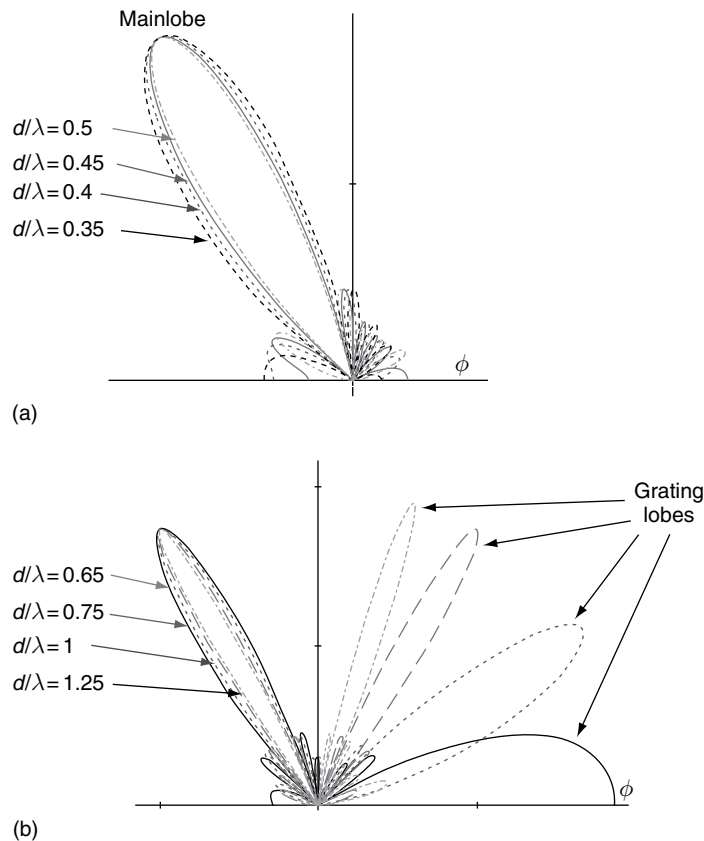 Mainlobe
d/λ = 0.5
d/λ = 0.45
d/λ = 0.4
d/λ = 0.35
ϕ
(a)
Grating
lobes
d/λ = 0.65
d/λ = 0.75
d/λ = 1
d/λ = 1.25
ϕ
(b)